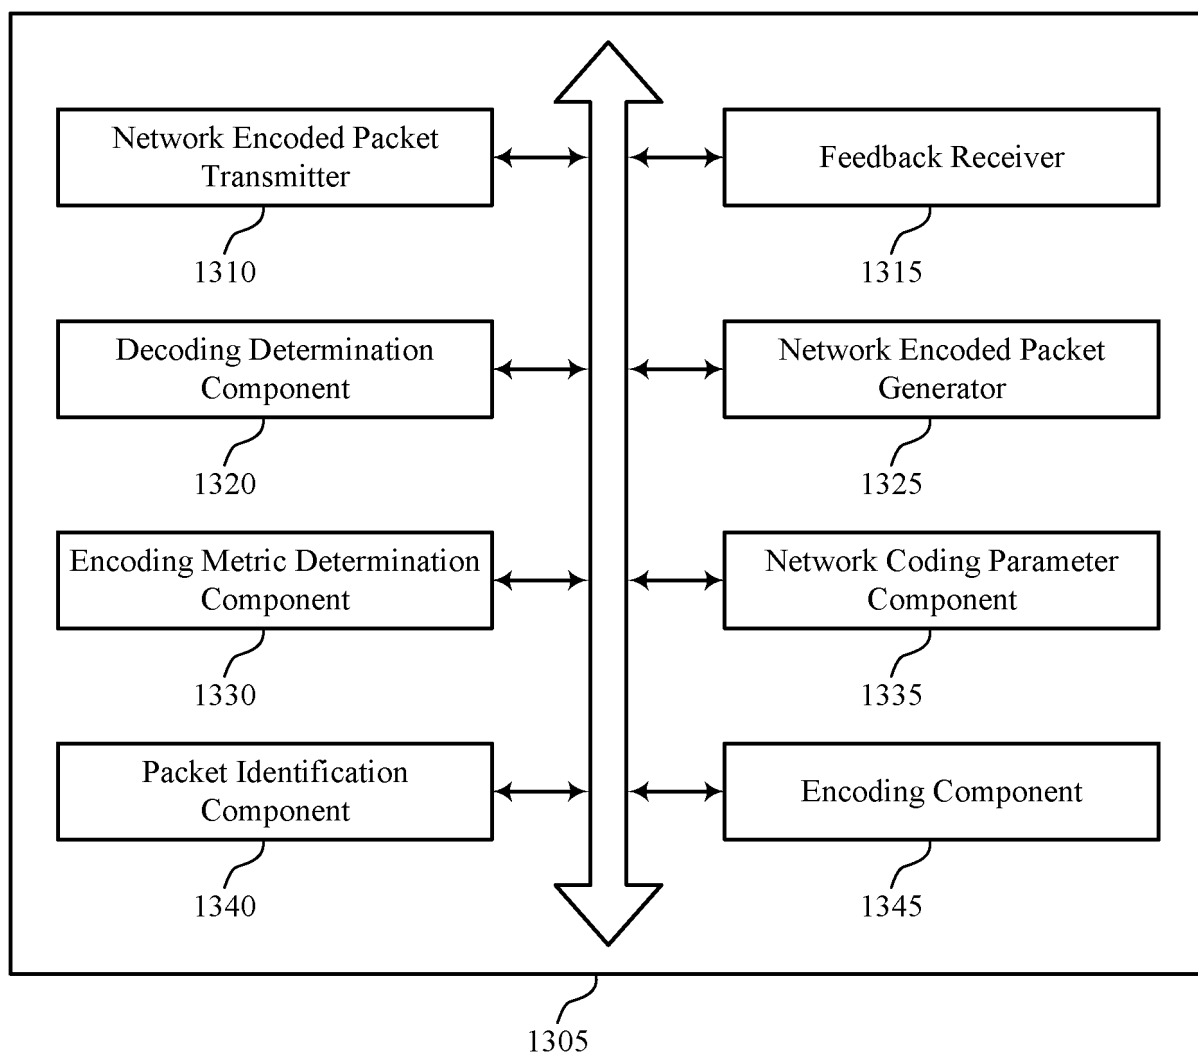 Network Encoded Packet
Transmitter
1310
Feedback Receiver
1315
Decoding Determination
Component
1320
Network Encoded Packet
Generator
1325
Encoding Metric Determination
Component
1330
Network Coding Parameter
Component
1335
Packet Identification
Component
1340
Encoding Component
1345
1305